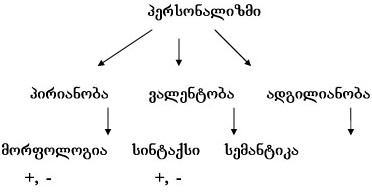 პერსონალიზმი
პირიანობა ვალენტობა ადგილიანობა
მორფოლოგია სინტაქსი სემანტიკა
+, - +, -